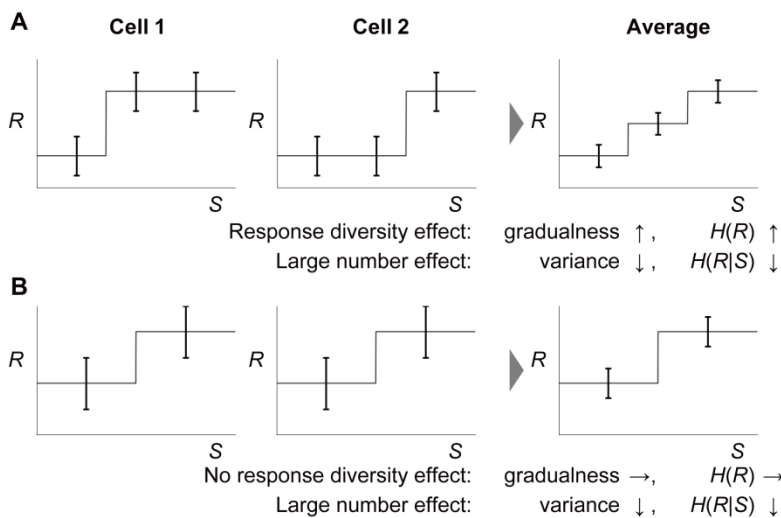 A
Cell 1 Cell 2 Average
R R R
S S S
Response diversity effect: gradualness ↑ , H(R) ↑
Large number effect: variance ↓ , H(R|S) ↓
B
R R R
S S S
No response diversity effect: gradualness →, H(R) →
Large number effect: variance ↓ , H(R|S) ↓